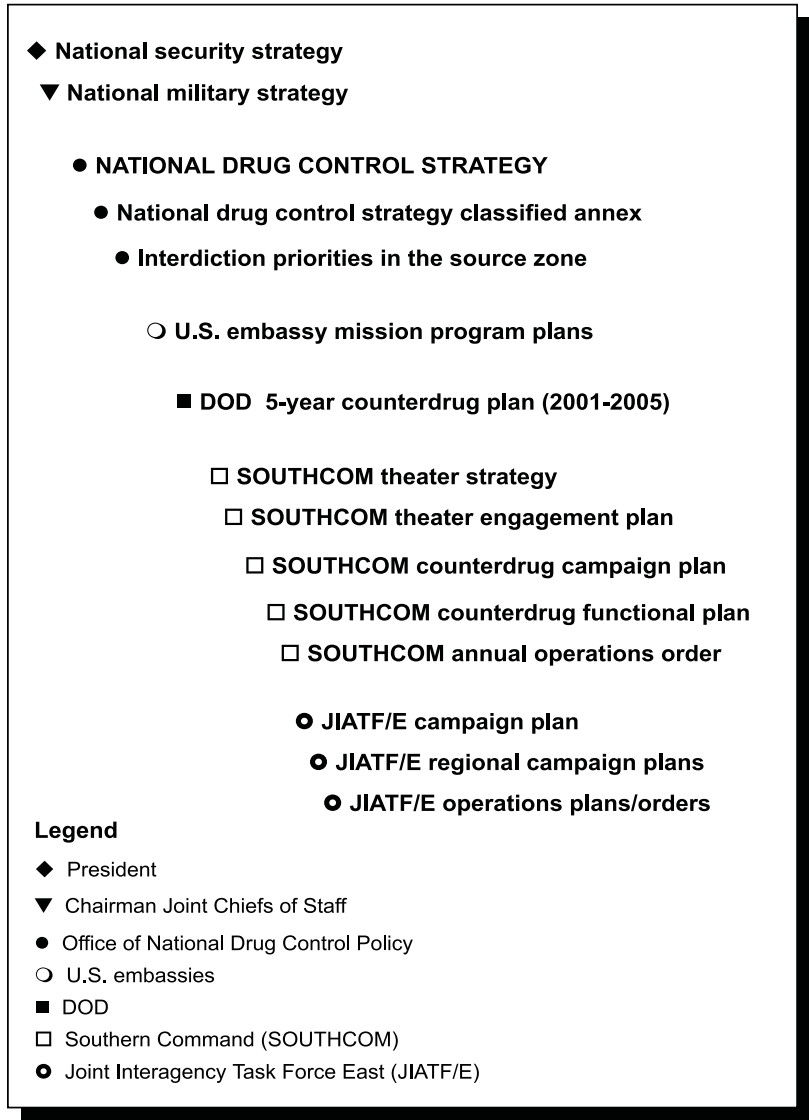 ◆ National security strategy
▼ National military strategy
● NATIONAL DRUG CONTROL STRATEGY
● National drug control strategy classified annex
● Interdiction priorities in the source zone
❍ U.S. embassy mission program plans
■ DOD 5-year counterdrug plan (2001-2005)
□ SOUTHCOM theater strategy
□ SOUTHCOM theater engagement plan
□ SOUTHCOM counterdrug campaign plan
□ SOUTHCOM counterdrug functional plan
□ SOUTHCOM annual operations order
✪ JIATF/E campaign plan
✪ JIATF/E regional campaign plans
✪ JIATF/E operations plans/orders
Legend
◆ President
▼ Chairman Joint Chiefs of Staff
● Office of National Drug Control Policy
❍ U.S. embassies
■ DOD
□ Southern Command (SOUTHCOM)
✪ Joint Interagency Task Force East (JIATF/E)